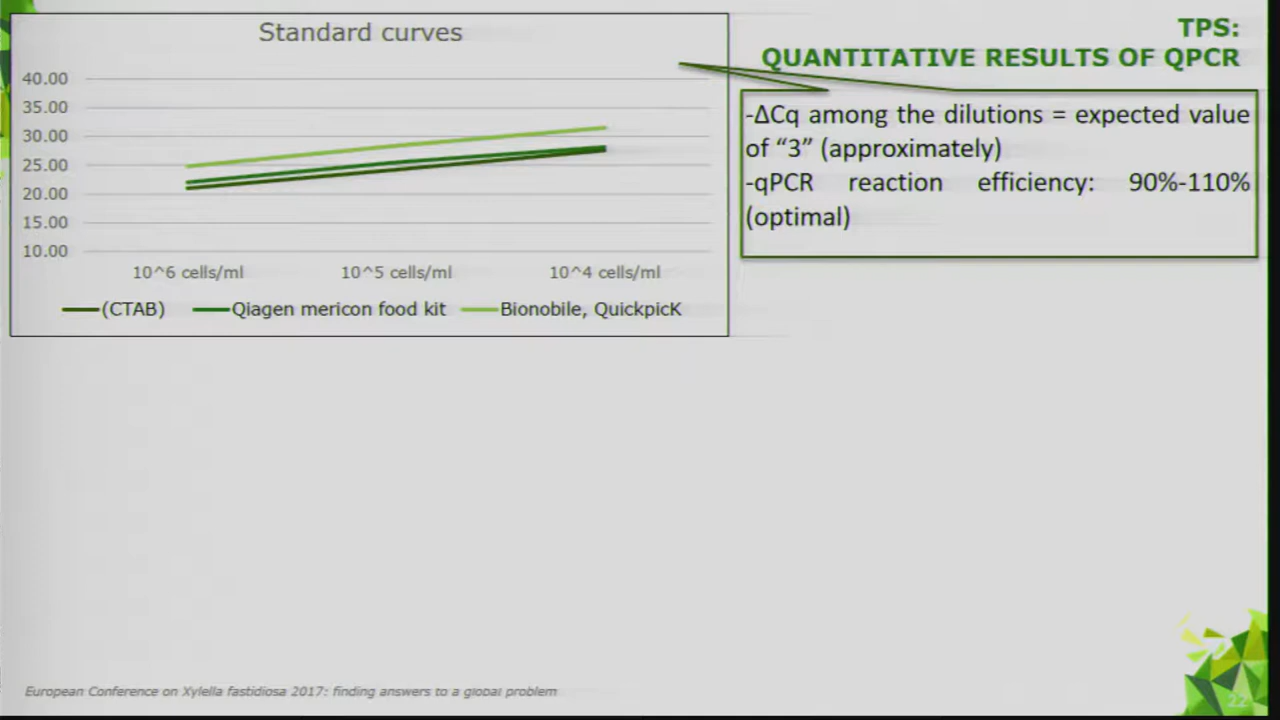 Standard curves
40.00
35.00
30.00
25.00
20.00
15.00
10.00
10^6 cells/ml 10^5 cells/ml 10^4 cells/ml
(CTAB) Qiagen mericon food kit Bionobile, QuickpicK
TPS:
QUANTITATIVE RESULTS OF QPCR
-ΔCq among the dilutions = expected value
of “3” (approximately)
-qPCR reaction efficiency: 90%-110%
(optimal)
European Conference on Xylella fastidiosa 2017: finding answers to a global problem
22